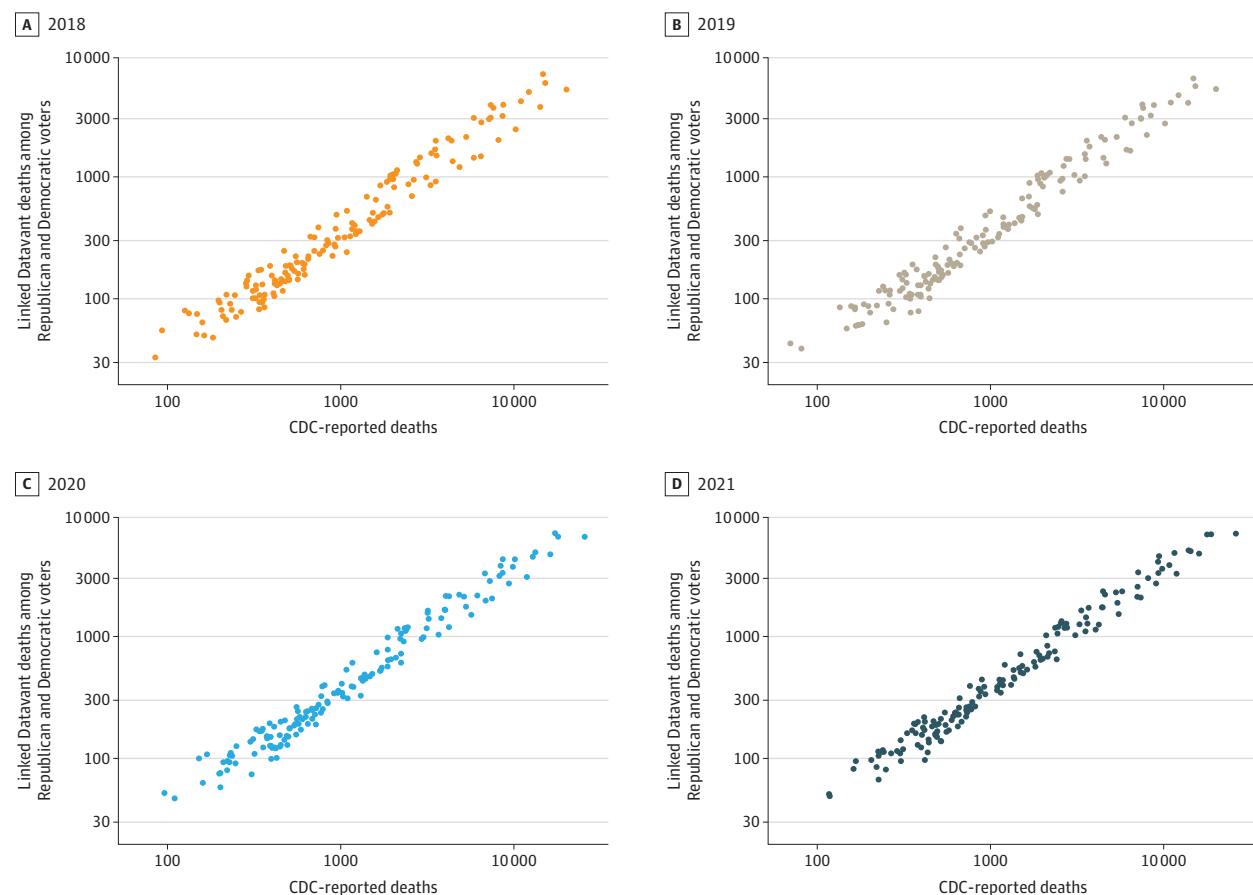 A 2018
10 000
3000
1000
300
100
30
Linked Datavant deaths among
Republican and Democratic voters
100 1000 10 000
CDC-reported deaths
B 2019
10 000
3000
1000
300
100
30
Linked Datavant deaths among
Republican and Democratic voters
100 1000 10 000
CDC-reported deaths
C 2020
10 000
3000
1000
300
100
30
Linked Datavant deaths among
Republican and Democratic voters
100 1000 10 000
CDC-reported deaths
D 2021
10 000
3000
1000
300
100
30
Linked Datavant deaths among
Republican and Democratic voters
100 1000 10 000
CDC-reported deaths